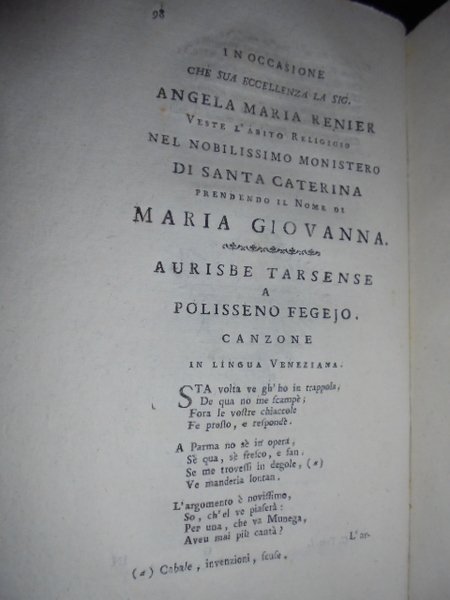 98
IN OCCASIONE
CHE SUA ECCELLENZA LA SIG.
ANGELA MARIA RENIER
VESTE L'ABITO RELIGIO
NEL NOBILISSIMO MONISTERO
DI SANTA CATERINA
PRENDENDO IL NOME DI
MARIA GIOVANNA.
AURISBE TARSENSE
A
POLISSENO FEGEJO.
CANZONE
IN LINGUA VENEZIANA.
STA volta ve gh'ho in trappola,
De qua no me scampè;
Fora le vostre chiaccole
Fe presto, e respondè.
A Parma no sè in opera,
Sè qua, sè fresco, e san.
Se me trovessi in degole, (a)
Ve manderia lontan.
L'argomento è novissimo,
So, ch'el ve piaserà:
Per una, che va Munega,
Aveu mai più cantà?
L'ar-
(a) Cabale, invenzioni, scuse.